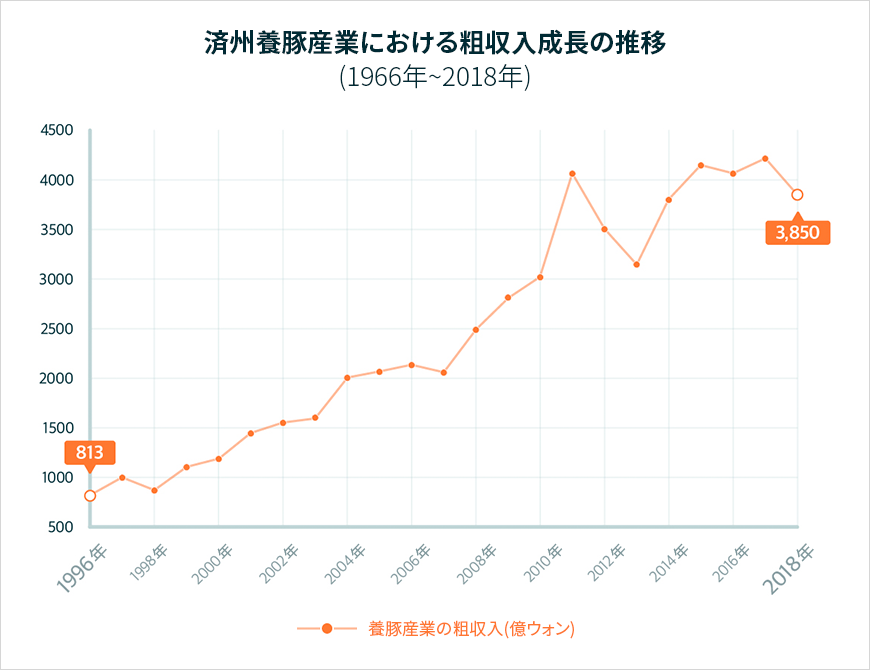 済州養豚産業における粗収入成長の推移
(1966年~2018年)
4500
4000
3500
3000
2500
2000
1500
1000
500
813
3,850
1996年
1998年
2000年
2002年
2004年
2006年
2008年
2010年
2012年
2014年
2016年
2018年
養豚産業の粗収入(億ウォン)